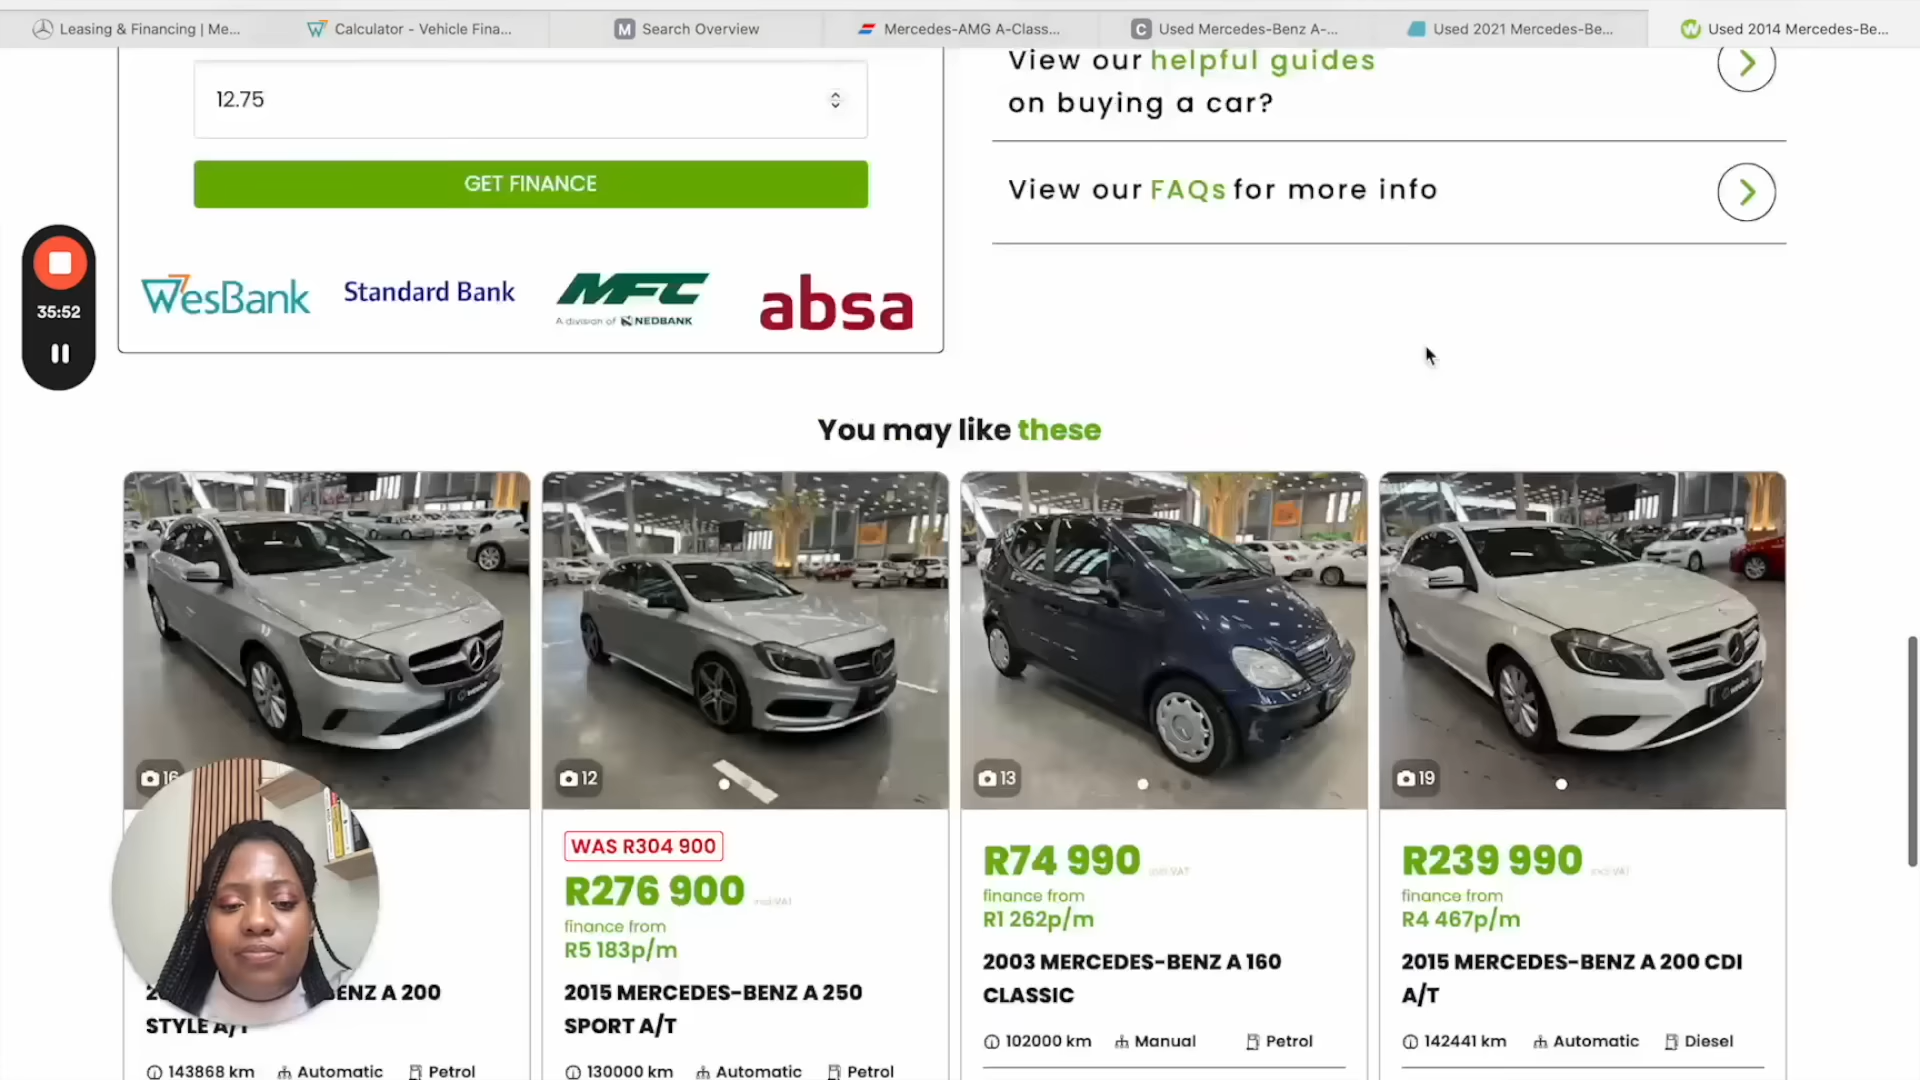 Leasing & Financing | Me...
Calculator - Vehicle Fina...
M Search Overview
Mercedes-AMG A-Class...
C Used Mercedes-Benz A-...
Used 2021 Mercedes-Be...
Used 2014 Mercedes-Be...
12.75
GET FINANCE
WesBank
Standard Bank
MFC
A division of NEDBANK
absa
View our helpful guides
on buying a car?
View our FAQs for more info
35:52
You may like these
16
12
13
19
BENZ A 200
STYLE A/T
143868 km Automatic Petrol
WAS R304 900
R276 900
finance from
R5 183p/m
2015 MERCEDES-BENZ A 250
SPORT A/T
130000 km Automatic Petrol
R74 990
finance from
R1 262p/m
2003 MERCEDES-BENZ A 160
CLASSIC
102000 km Manual Petrol
R239 990
finance from
R4 467p/m
2015 MERCEDES-BENZ A 200 CDI
A/T
142441 km Automatic Diesel